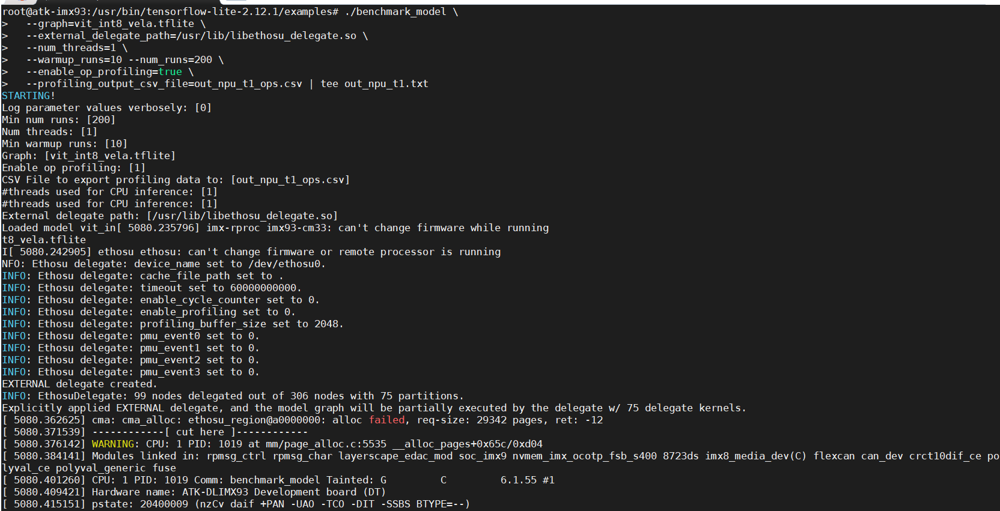 root@atk-imx93:/usr/bin/tensorflow-lite-2.12.1/examples# ./benchmark_model \
>   --graph=vit_int8_vela.tflite \
>   --external_delegate_path=/usr/lib/libethosu_delegate.so \
>   --num_threads=1 \
>   --warmup_runs=10 --num_runs=200 \
>   --enable_op_profiling=true \
>   --profiling_output_csv_file=out_npu_t1_ops.csv | tee out_npu_t1.txt
STARTING!
Log parameter values verbosely: [0]
Min num runs: [200]
Num threads: [1]
Min warmup runs: [10]
Graph: [vit_int8_vela.tflite]
Enable op profiling: [1]
CSV File to export profiling data to: [out_npu_t1_ops.csv]
#threads used for CPU inference: [1]
#threads used for CPU inference: [1]
External delegate path: [/usr/lib/libethosu_delegate.so]
Loaded model vit_in[ 5080.235796] imx-rproc imx93-cm33: can't change firmware while running
t8_vela.tflite
I[ 5080.242905] ethosu ethosu: can't change firmware or remote processor is running
NFO: Ethosu delegate: device_name set to /dev/ethosu0.
INFO: Ethosu delegate: cache_file_path set to .
INFO: Ethosu delegate: timeout set to 60000000000.
INFO: Ethosu delegate: enable_cycle_counter set to 0.
INFO: Ethosu delegate: enable_profiling set to 0.
INFO: Ethosu delegate: profiling_buffer_size set to 2048.
INFO: Ethosu delegate: pmu_event0 set to 0.
INFO: Ethosu delegate: pmu_event1 set to 0.
INFO: Ethosu delegate: pmu_event2 set to 0.
INFO: Ethosu delegate: pmu_event3 set to 0.
EXTERNAL delegate created.
INFO: EthosuDelegate: 99 nodes delegated out of 306 nodes with 75 partitions.
Explicitly applied EXTERNAL delegate, and the model graph will be partially executed by the delegate w/ 75 delegate kernels.
[ 5080.362625] cma: cma_alloc: ethosu_region@a0000000: alloc failed, req-size: 29342 pages, ret: -12
[ 5080.371539] ------------[ cut here ]------------
[ 5080.376142] WARNING: CPU: 1 PID: 1019 at mm/page_alloc.c:5535 __alloc_pages+0x65c/0xd04
[ 5080.384141] Modules linked in: rpmsg_ctrl rpmsg_char layerscape_edac_mod soc_imx9 nvmem_imx_ocotp_fsb_s400 8723ds imx8_media_dev(C) flexcan can_dev crct10dif_ce po
lyval_ce polyval_generic fuse
[ 5080.401260] CPU: 1 PID: 1019 Comm: benchmark_model Tainted: G         C         6.1.55 #1
[ 5080.409421] Hardware name: ATK-DLIMX93 Development board (DT)
[ 5080.415151] pstate: 20400009 (nzCv daif +PAN -UAO -TCO -DIT -SSBS BTYPE=--)